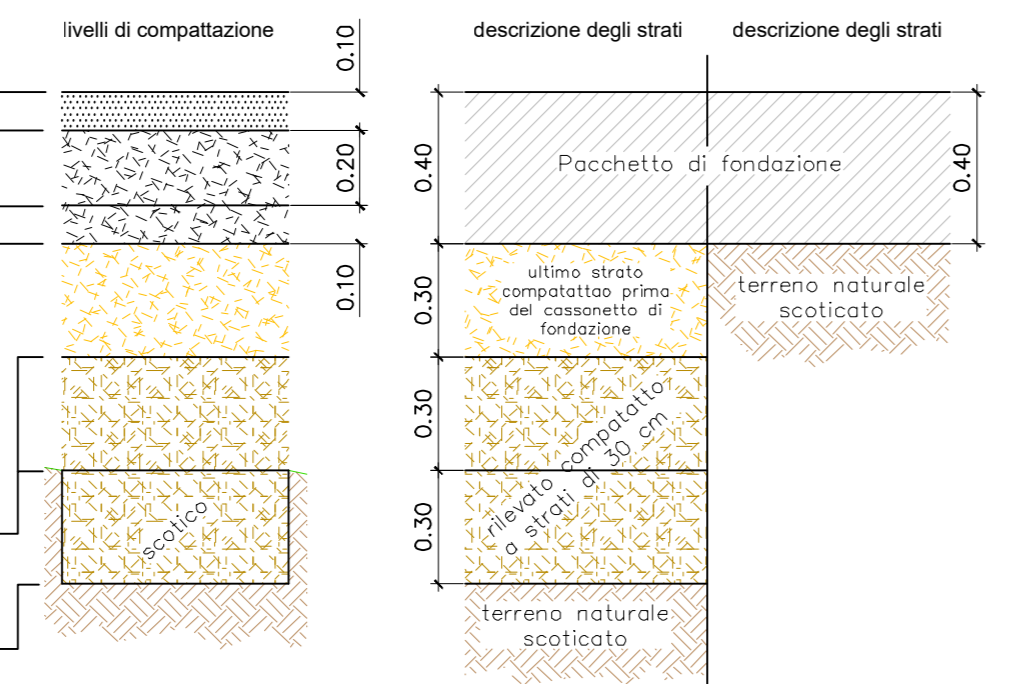 livelli di compattazione
descrizione degli strati
descrizione degli strati
0.10
0.20
0.10
0.40
0.30
0.30
0.30
Pacchetto di fondazione
0.40
ultimo strato
compatattao prima
del cassanetto di
fondazione
terreno naturale
scoticato
rilevato compatatto
a strati di 30 cm
scotico
terreno naturale
scoticato